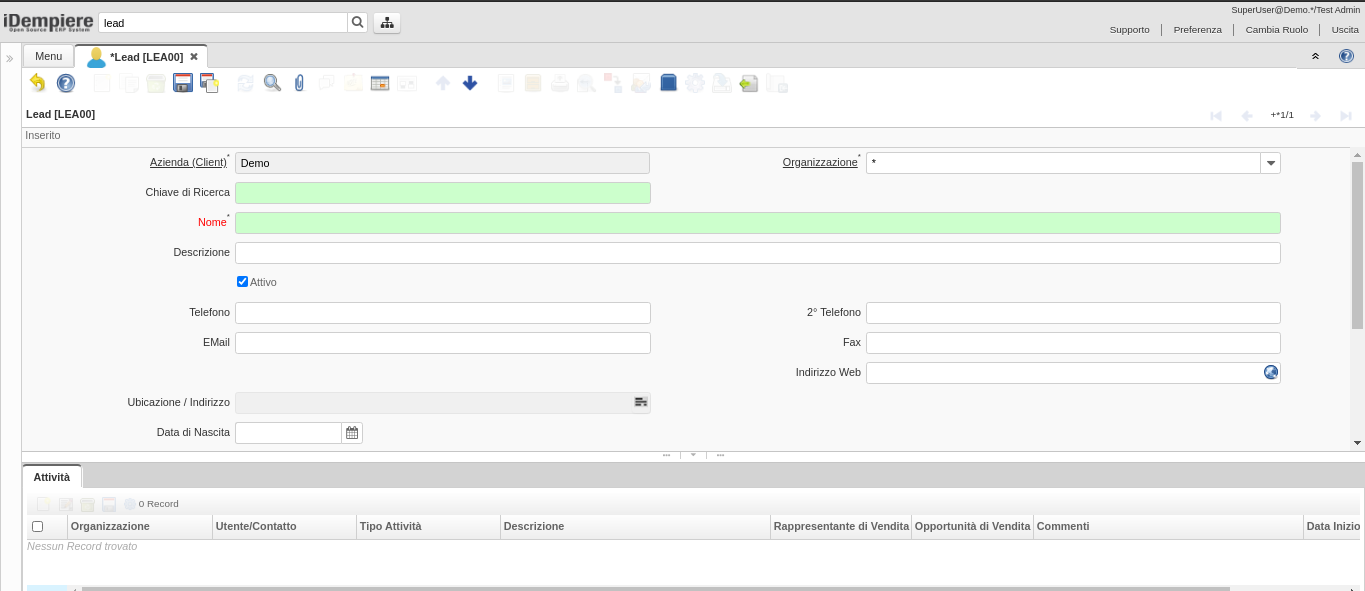 SuperUser@Demo.*/Test Admin
iDempiere
Open Source ERP System
lead
Supporto
Preferenza
Cambia Ruolo
Uscita
Menu
*Lead [LEA00]
Lead [LEA00]
+*1/1
Inserito
Azienda (Client)* Demo
Organizzazione* *
Chiave di Ricerca
Nome*
Descrizione
Attivo
Telefono
2° Telefono
EMail
Fax
Indirizzo Web
Ubicazione / Indirizzo
Data di Nascita
Attività
0 Record
Organizzazione Utente/Contatto Tipo Attività Descrizione Rappresentante di Vendita Opportunità di Vendita Commenti Data Inizio
Nessun Record trovato